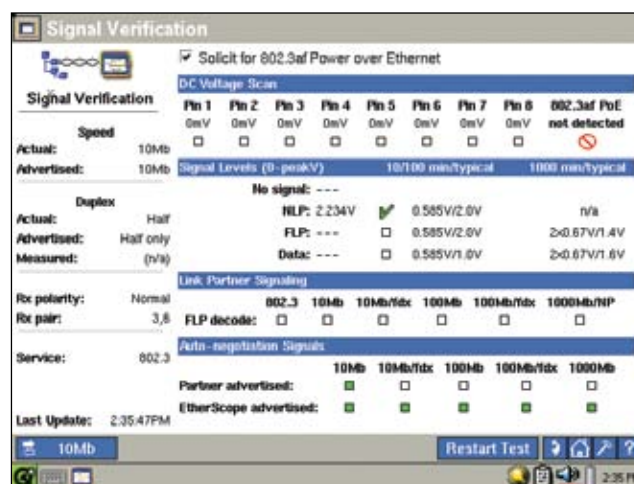 Signal Verification
Signal Verification
Speed
Actual: 10Mb
Advertised: 10Mb
Duplex
Actual: Half
Advertised: Half only
Measured: (n/a)
Rx polarity: Normal
Rx pair: 3,6
Service: 802.3
Last Update: 2:35:47PM
Solicit for 802.3af Power over Ethernet
DC Voltage Scan
Pin 1 Pin 2 Pin 3 Pin 4 Pin 5 Pin 6 Pin 7 Pin 8 802.3af PoE
0mV 0mV 0mV 0mV 0mV 0mV 0mV 0mV not detected
Signal Levels (0-peakV) 10/100 min/typical 1000 min/typical
No signal: ---
NLP: 2.234V 0.585V/2.0V n/a
FLP: --- 0.585V/2.0V 2x0.67V/1.4V
Data: --- 0.585V/1.0V 2x0.67V/1.6V
Link Partner Signaling
802.3 10Mb 10Mb/fdx 100Mb 100Mb/fdx 1000Mb/NP
FLP decode:
Auto-negotiation Signals
10Mb 10Mb/fdx 100Mb 100Mb/fdx 1000Mb
Partner advertised:
EtherScope advertised:
10Mb Restart Test ?
2:35 P